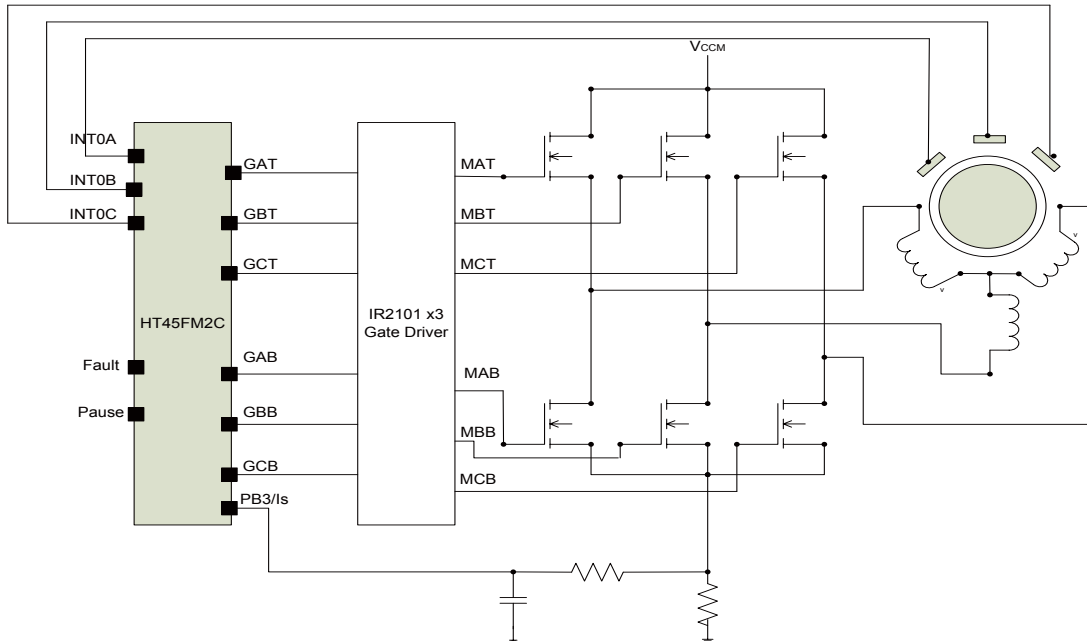 VCCM
INT0A
INT0B
INT0C
HT45FM2C
Fault
Pause
GAT
GBT
GCT
GAB
GBB
GCB
PB3/Is
IR2101 x3
Gate Driver
MAT
MBT
MCT
MAB
MBB
MCB
v
v